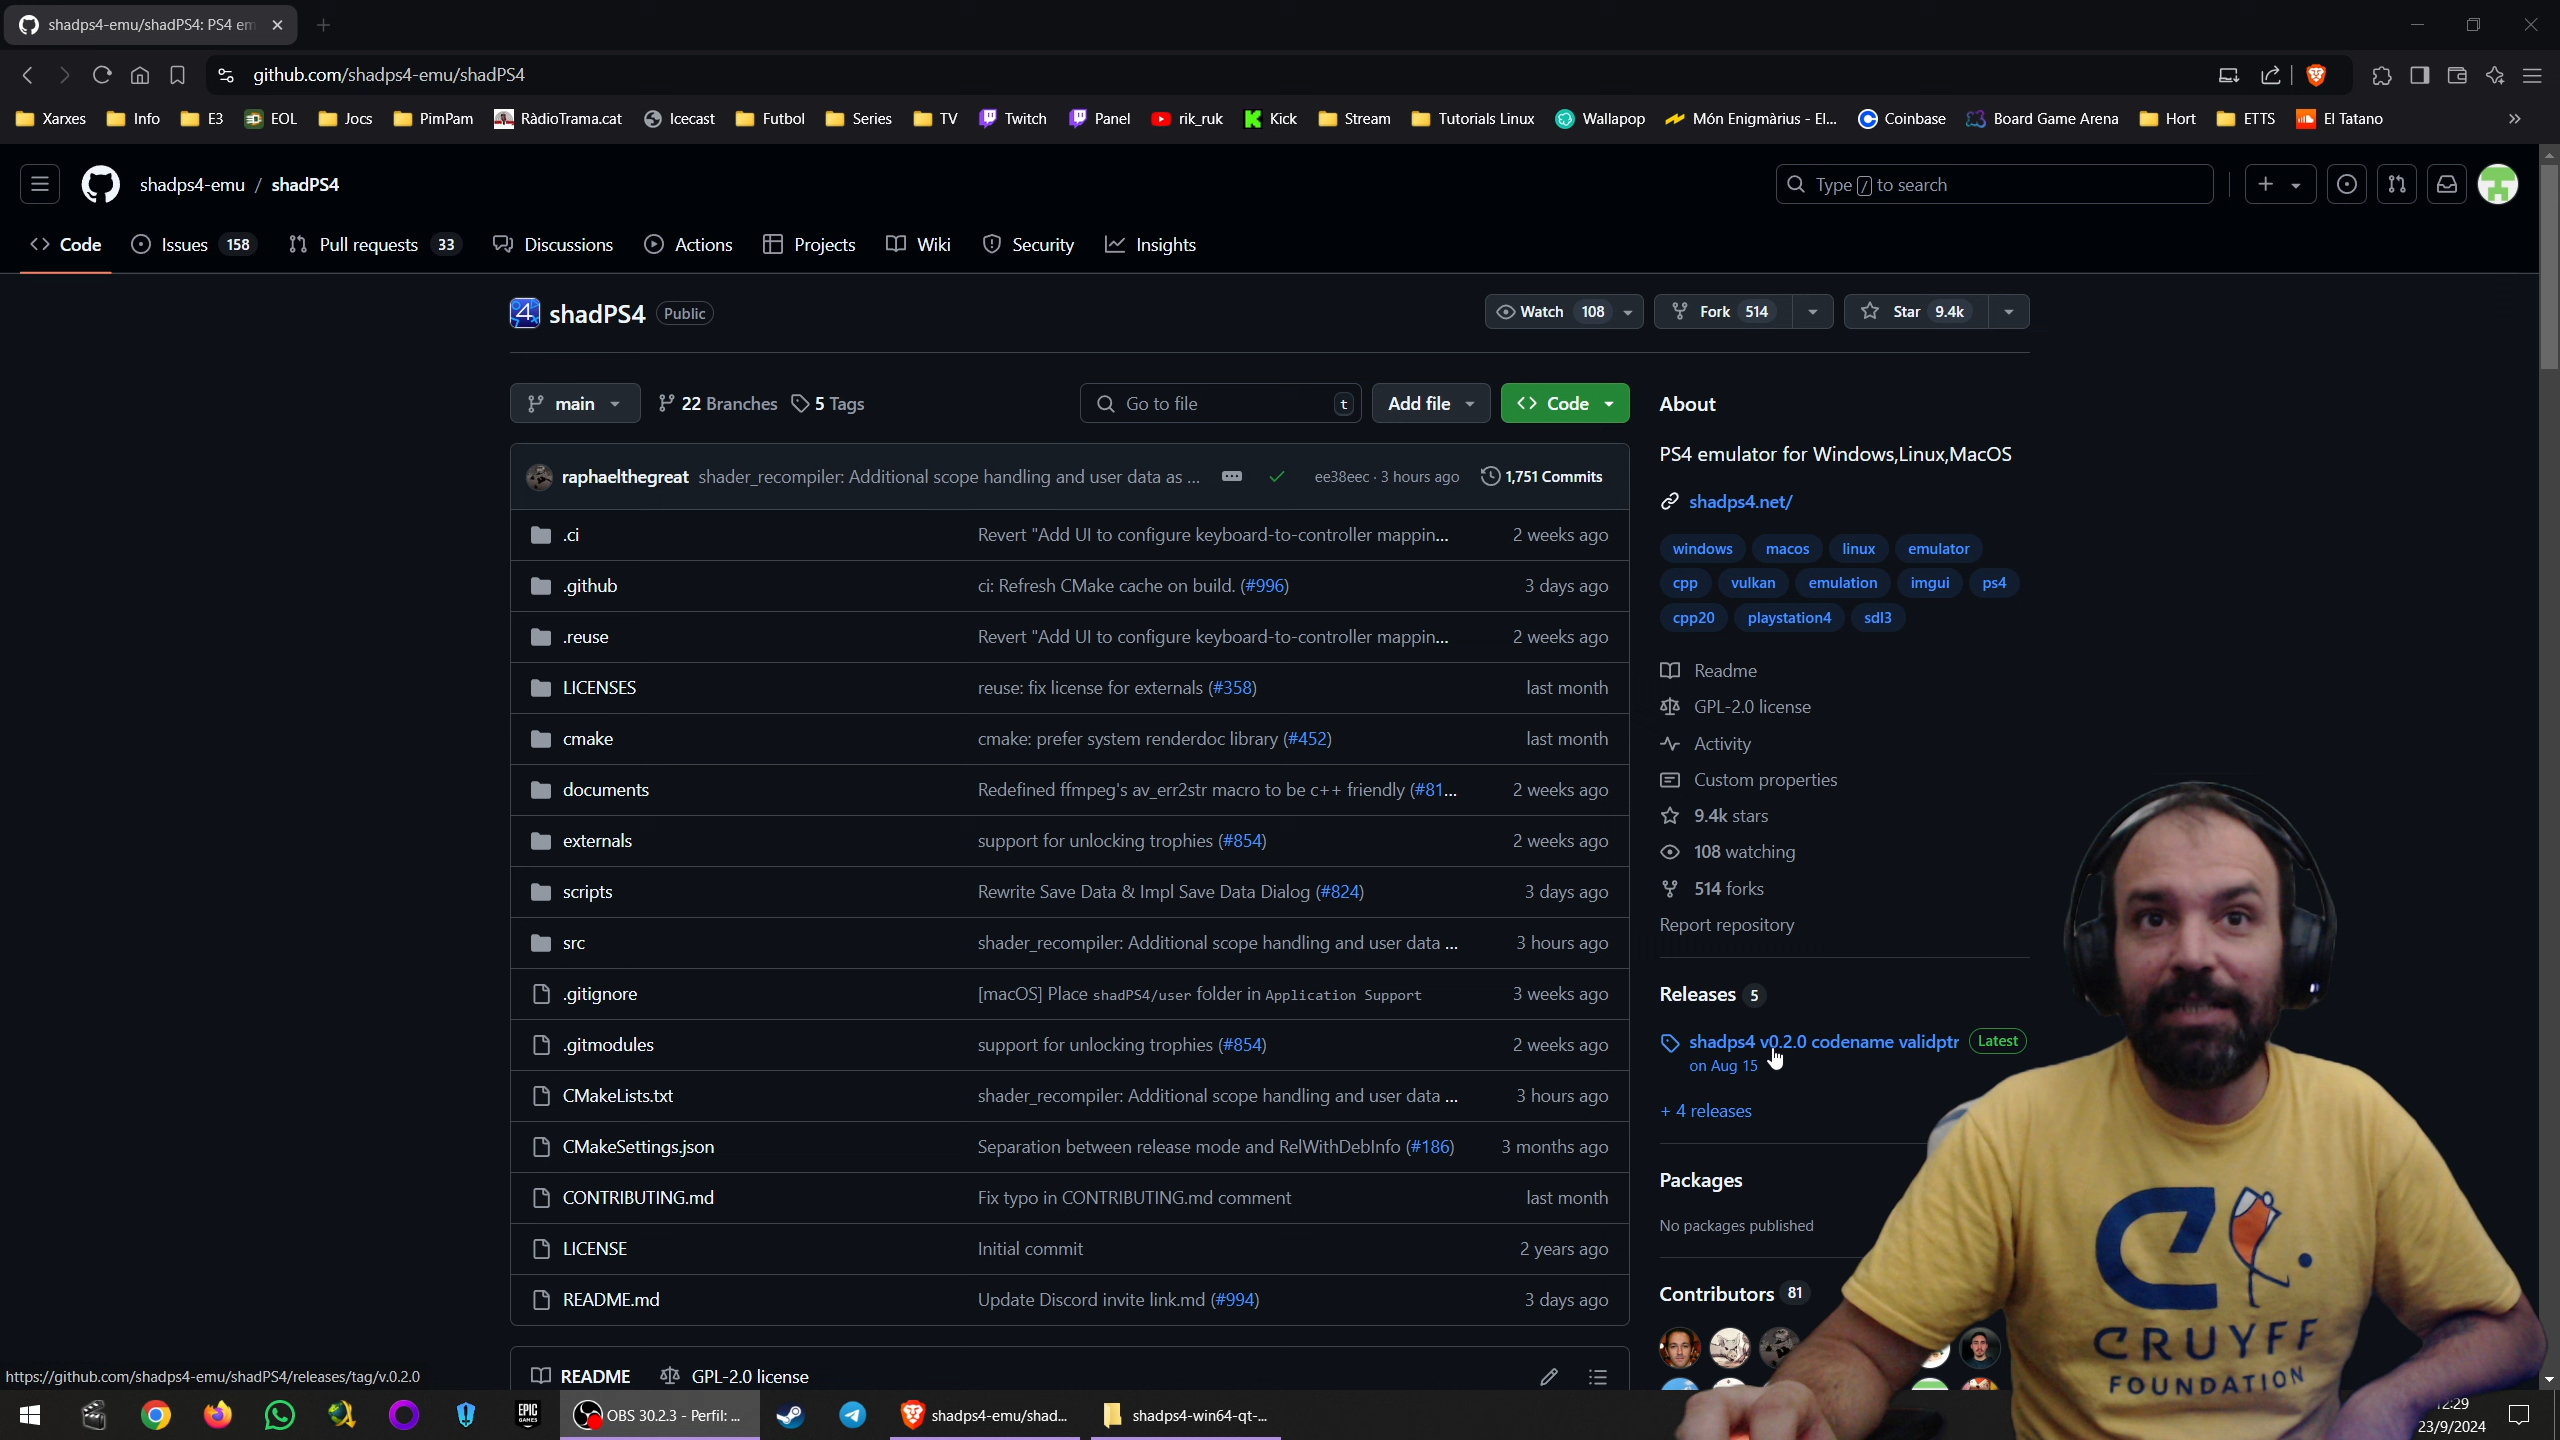 shadps4-emu/shadPS4: PS4 em
github.com/shadps4-emu/shadPS4
Xarxes Info E3 EOL Jocs PimPam RàdioTrama.cat Icecast Futbol Series TV Twitch Panel rik_ruk Kick Stream Tutorials Linux Wallapop Món Enigmàrius - El... Coinbase Board Game Arena Hort ETTS El Tatano
shadps4-emu / shadPS4
Type / to search
Code Issues 158 Pull requests 33 Discussions Actions Projects Wiki Security Insights
shadPS4 Public
Watch 108 Fork 514 Star 9.4k
main 22 Branches 5 Tags Go to file t Add file Code
raphaelthegreat shader_recompiler: Additional scope handling and user data as ... ee38eec · 3 hours ago 1,751 Commits
.ci Revert "Add UI to configure keyboard-to-controller mappin... 2 weeks ago
.github ci: Refresh CMake cache on build. (#996) 3 days ago
.reuse Revert "Add UI to configure keyboard-to-controller mappin... 2 weeks ago
LICENSES reuse: fix license for externals (#358) last month
cmake cmake: prefer system renderdoc library (#452) last month
documents Redefined ffmpeg's av_err2str macro to be c++ friendly (#81... 2 weeks ago
externals support for unlocking trophies (#854) 2 weeks ago
scripts Rewrite Save Data & Impl Save Data Dialog (#824) 3 days ago
src shader_recompiler: Additional scope handling and user data ... 3 hours ago
.gitignore [macOS] Place shadPS4/user folder in Application Support 3 weeks ago
.gitmodules support for unlocking trophies (#854) 2 weeks ago
CMakeLists.txt shader_recompiler: Additional scope handling and user data ... 3 hours ago
CMakeSettings.json Separation between release mode and RelWithDebInfo (#186) 3 months ago
CONTRIBUTING.md Fix typo in CONTRIBUTING.md comment last month
LICENSE Initial commit 2 years ago
README.md Update Discord invite link.md (#994) 3 days ago
README GPL-2.0 license
About
PS4 emulator for Windows,Linux,MacOS
shadps4.net/
windows macos linux emulator
cpp vulkan emulation imgui ps4
cpp20 playstation4 sdl3
Readme
GPL-2.0 license
Activity
Custom properties
9.4k stars
108 watching
514 forks
Report repository
Releases 5
shadps4 v0.2.0 codename validptr Latest
on Aug 15
+ 4 releases
Packages
No packages published
Contributors 81
CRUYFF
FOUNDATION
https://github.com/shadps4-emu/shadPS4/releases/tag/v.0.2.0
EPIC
GAMES
OBS 30.2.3 - Perfil: ...
shadps4-emu/shad...
shadps4-win64-qt-...
12:29
23/9/2024